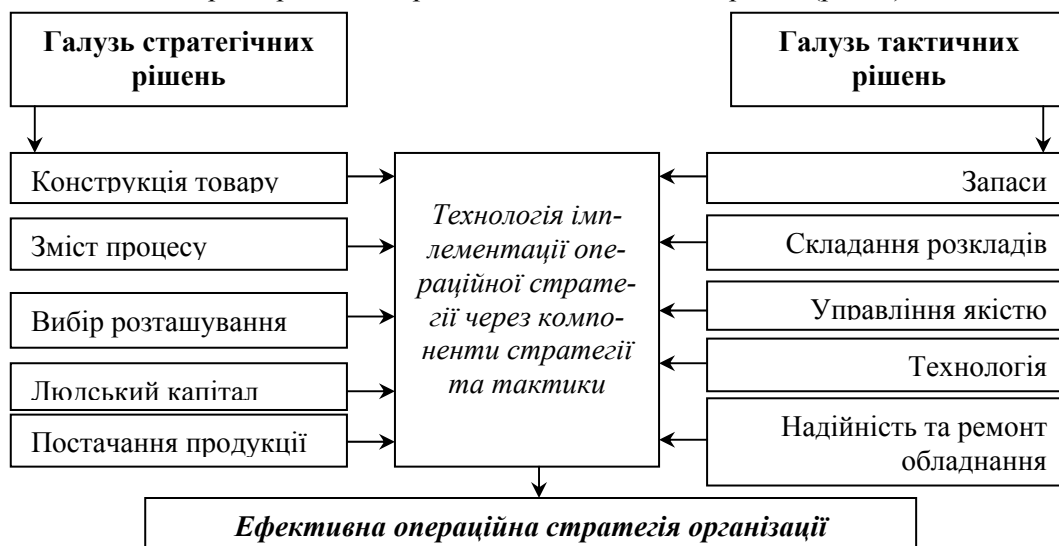 Галузь стратегічних
рішень
Галузь тактичних
рішень
Конструкція товару
Зміст процесу
Вибір розташування
Людський капітал
Постачання продукції
Технологія імп-
лементації опе-
раційної страте-
гії через компо-
ненти стратегії
та тактики
Запаси
Складання розкладів
Управління якістю
Технологія
Надійність та ремонт
обладнання
Ефективна операційна стратегія організації